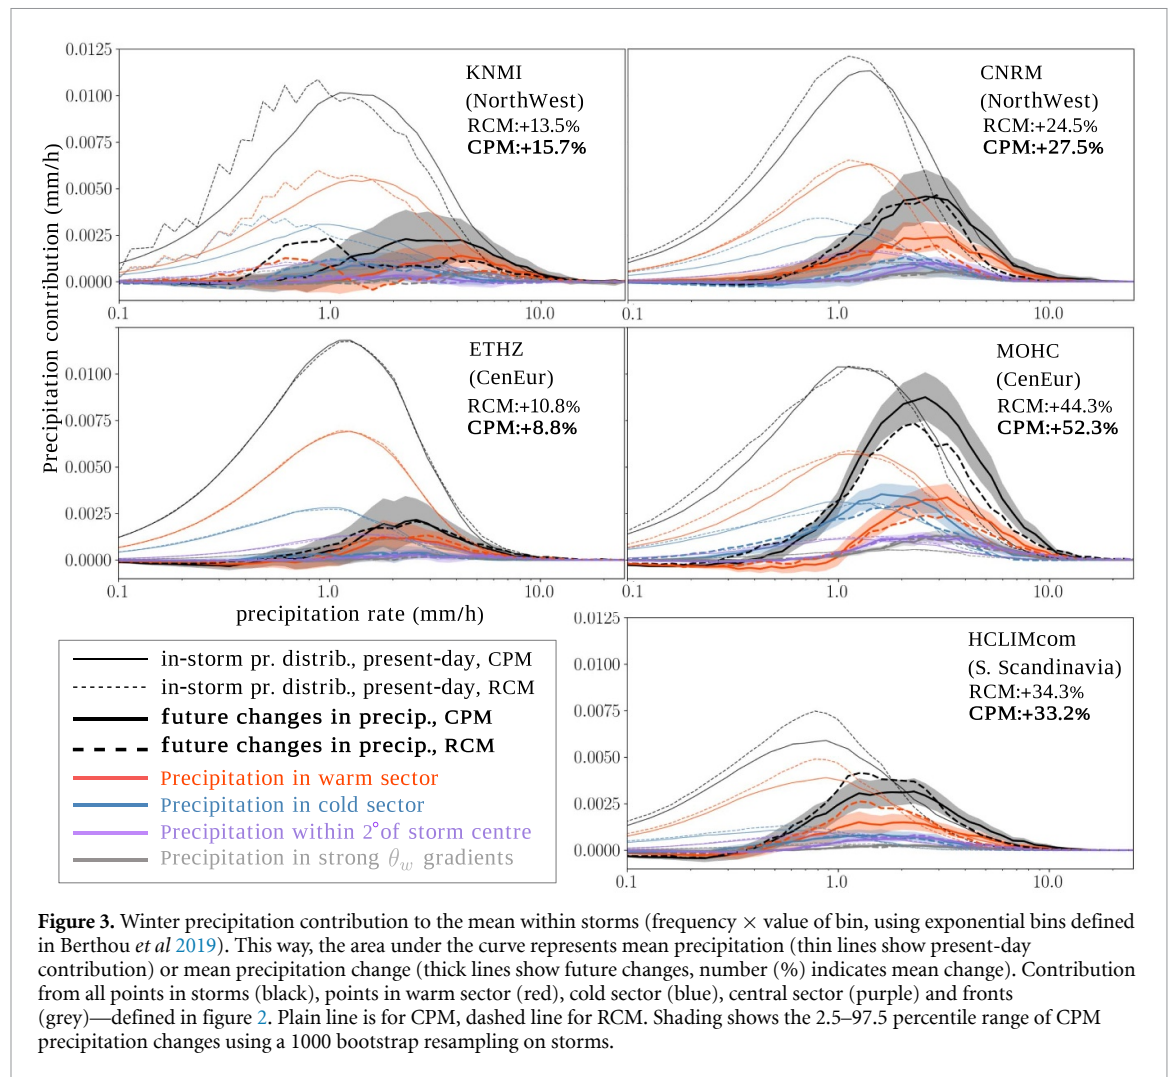 Precipitation contribution (mm/h)
0.0125
0.0100
0.0075
0.0050
0.0025
0.0000
KNMI
(NorthWest)
RCM:+13.5%
CPM:+15.7%
0.1 1.0 10.0
CNRM
(NorthWest)
RCM:+24.5%
CPM:+27.5%
0.1 1.0 10.0
0.0100
0.0075
0.0050
0.0025
0.0000
ETHZ
(CenEur)
RCM:+10.8%
CPM:+8.8%
0.1 1.0 10.0
precipitation rate (mm/h)
MOHC
(CenEur)
RCM:+44.3%
CPM:+52.3%
0.1 1.0 10.0
0.0125
0.0100
0.0075
0.0050
0.0025
0.0000
HCLIMcom
(S. Scandinavia)
RCM:+34.3%
CPM:+33.2%
0.1 1.0 10.0
in-storm pr. distrib., present-day, CPM
in-storm pr. distrib., present-day, RCM
future changes in precip., CPM
future changes in precip., RCM
Precipitation in warm sector
Precipitation in cold sector
Precipitation within 2° of storm centre
Precipitation in strong θw gradients
Figure 3. Winter precipitation contribution to the mean within storms (frequency × value of bin, using exponential bins defined
in Berthou et al 2019). This way, the area under the curve represents mean precipitation (thin lines show present-day
contribution) or mean precipitation change (thick lines show future changes, number (%) indicates mean change). Contribution
from all points in storms (black), points in warm sector (red), cold sector (blue), central sector (purple) and fronts
(grey)—defined in figure 2. Plain line is for CPM, dashed line for RCM. Shading shows the 2.5–97.5 percentile range of CPM
precipitation changes using a 1000 bootstrap resampling on storms.